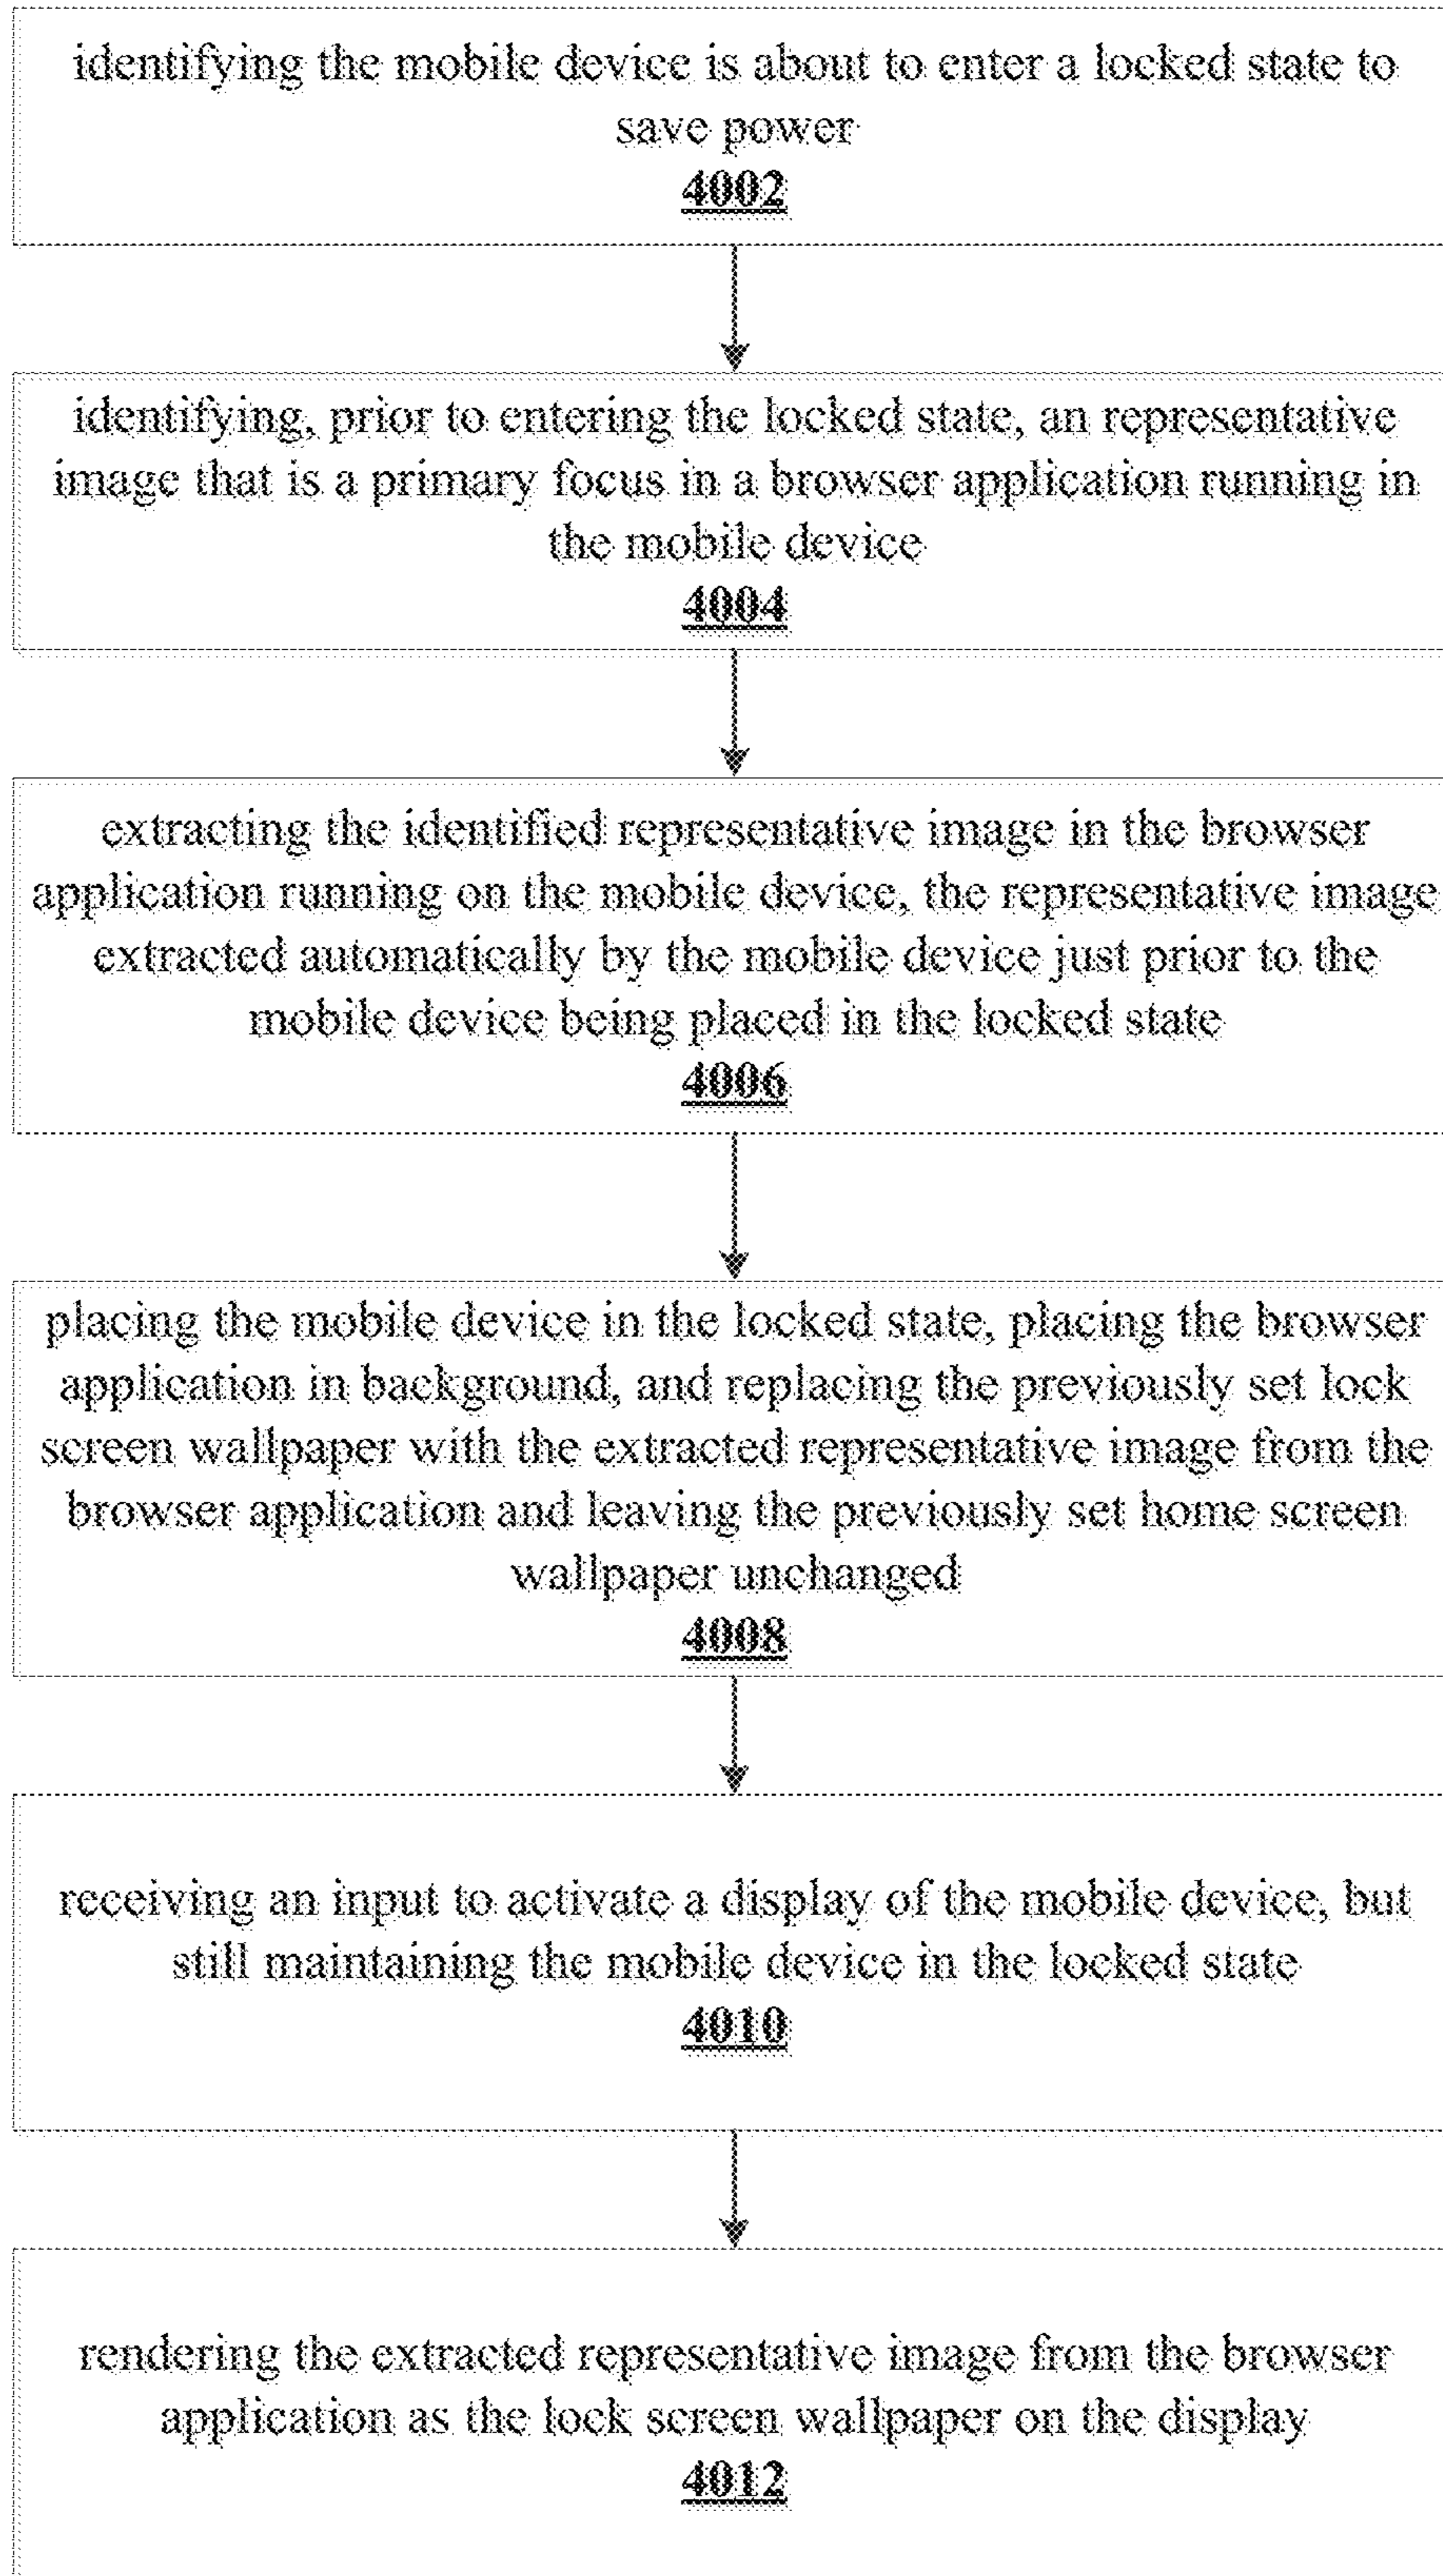 identifying the mobile device is about to enter a locked state to
save power
4002
identifying, prior to entering the locked state, an representative
image that is a primary focus in a browser application running in
the mobile device
4004
extracting the identified representative image in the browser
application running on the mobile device, the representative image
extracted automatically by the mobile device just prior to the
mobile device being placed in the locked state
4006
placing the mobile device in the locked state, placing the browser
application in background, and replacing the previously set lock
screen wallpaper with the extracted representative image from the
browser application and leaving the previously set home screen
wallpaper unchanged
4008
receiving an input to activate a display of the mobile device, but
still maintaining the mobile device in the locked state
4010
rendering the extracted representative image from the browser
application as the lock screen wallpaper on the display
4012